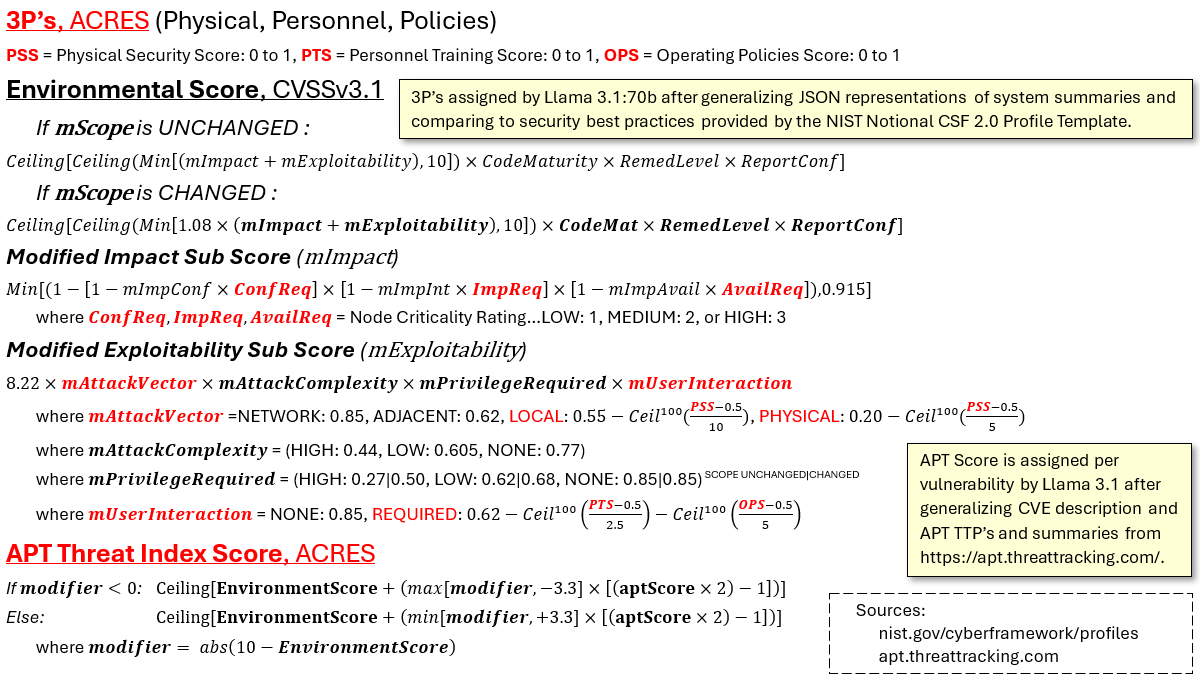 3P's, ACRES (Physical, Personnel, Policies)
PSS = Physical Security Score: 0 to 1, PTS = Personnel Training Score: 0 to 1, OPS = Operating Policies Score: 0 to 1
Environmental Score, CVSSv3.1
3P's assigned by Llama 3.1:70b after generalizing JSON representations of system summaries and
comparing to security best practices provided by the NIST Notional CSF 2.0 Profile Template.
If mScope is UNCHANGED :
Ceiling[Ceiling(Min[(mImpact + mExploitability), 10]) × CodeMaturity × RemedLevel × ReportConf]
If mScope is CHANGED :
Ceiling[Ceiling(Min[1.08 × (mImpact + mExploitability), 10]) × CodeMat × RemedLevel × ReportConf]
Modified Impact Sub Score (mImpact)
Min[(1 − [1 − mImpConf × ConfReq] × [1 − mImpInt × ImpReq] × [1 − mImpAvail × AvailReq]),0.915]
where ConfReq, ImpReq, AvailReq = Node Criticality Rating...LOW: 1, MEDIUM: 2, or HIGH: 3
Modified Exploitability Sub Score (mExploitability)
8.22 × mAttackVector × mAttackComplexity × mPrivilegeRequired × mUserInteraction
where mAttackVector =NETWORK: 0.85, ADJACENT: 0.62, LOCAL: 0.55 − Ceil¹⁰⁰(PSS−0.5/10), PHYSICAL: 0.20 − Ceil¹⁰⁰(PSS−0.5/5)
where mAttackComplexity = (HIGH: 0.44, LOW: 0.605, NONE: 0.77)
where mPrivilegeRequired = (HIGH: 0.27|0.50, LOW: 0.62|0.68, NONE: 0.85|0.85) SCOPE UNCHANGED|CHANGED
where mUserInteraction = NONE: 0.85, REQUIRED: 0.62 − Ceil¹⁰⁰(PTS−0.5/2.5) − Ceil¹⁰⁰(OPS−0.5/5)
APT Score is assigned per
vulnerability by Llama 3.1 after
generalizing CVE description and
APT TTP's and summaries from
https://apt.threattracking.com/.
APT Threat Index Score, ACRES
If modifier < 0: Ceiling[EnvironmentScore + (max[modifier, −3.3] × [(aptScore × 2) − 1])]
Else: Ceiling[EnvironmentScore + (min[modifier, +3.3] × [(aptScore × 2) − 1])]
where modifier = abs(10 − EnvironmentScore)
Sources:
nist.gov/cyberframework/profiles
apt.threattracking.com